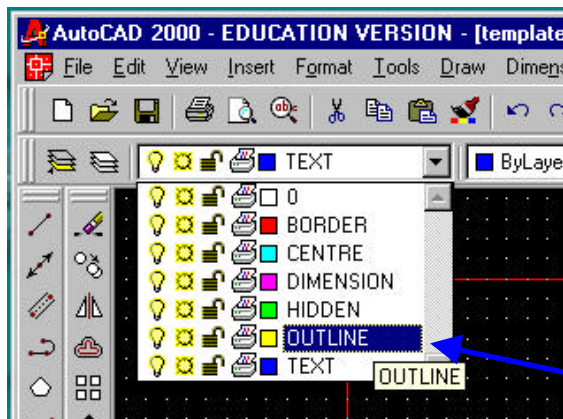 AutoCAD 2000 - EDUCATION VERSION - [template
File Edit View Insert Format Tools Draw Dimens
abc
TEXT ByLaye
0
BORDER
CENTRE
DIMENSION
HIDDEN
OUTLINE
TEXT
OUTLINE